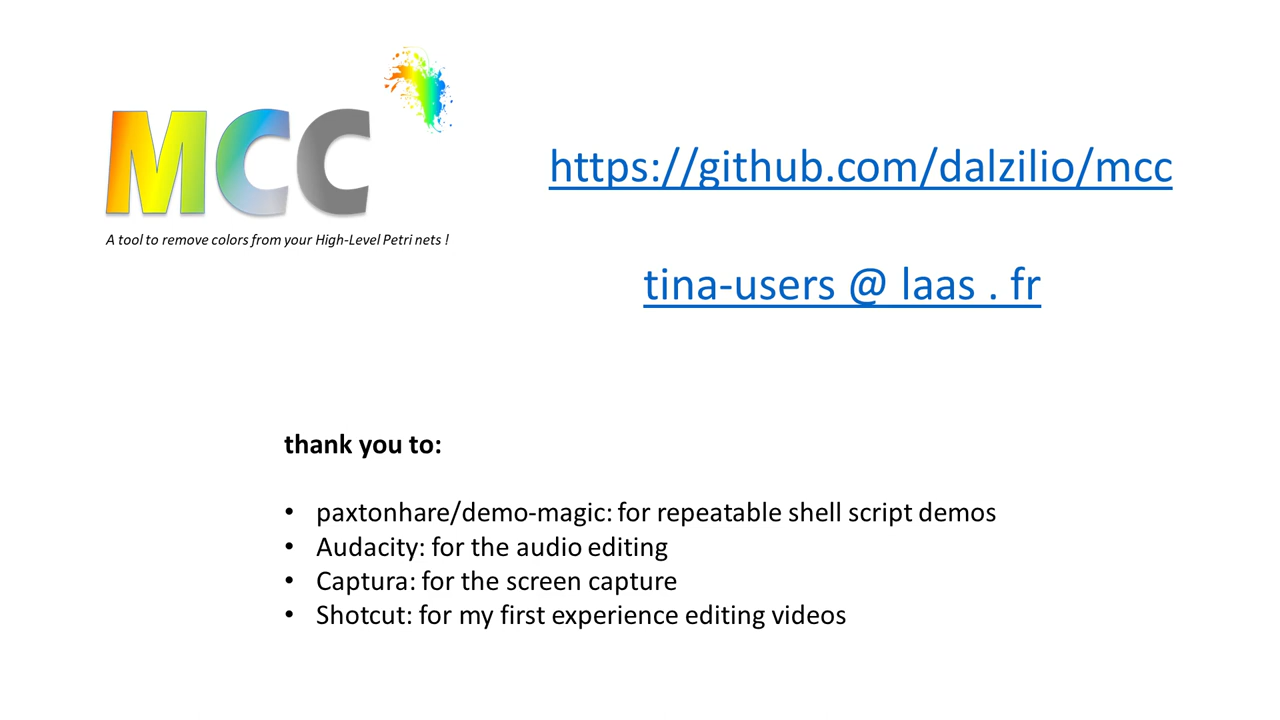 MCC
A tool to remove colors from your High-Level Petri nets !
https://github.com/dalzilio/mcc
tina-users @ laas . fr
thank you to:
• paxtonhare/demo-magic: for repeatable shell script demos
• Audacity: for the audio editing
• Captura: for the screen capture
• Shotcut: for my first experience editing videos